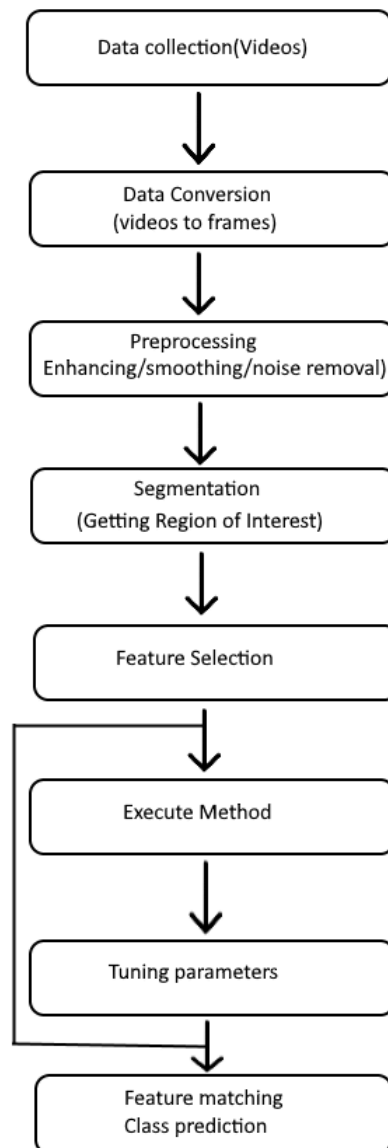 Data collection(Videos)
Data Conversion
(videos to frames)
Preprocessing
Enhancing/smoothing/noise removal)
Segmentation
(Getting Region of Interest)
Feature Selection
Execute Method
Tuning parameters
Feature matching
Class prediction